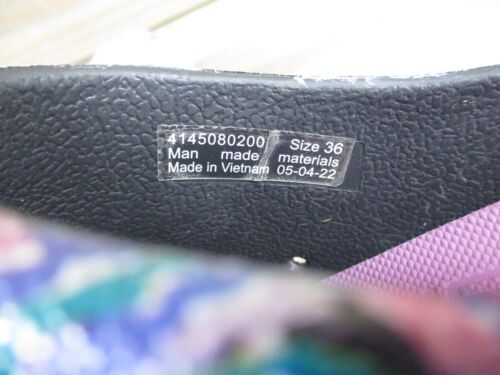 4145080200 Size 36
Man made materials
Made in Vietnam 05-04-22